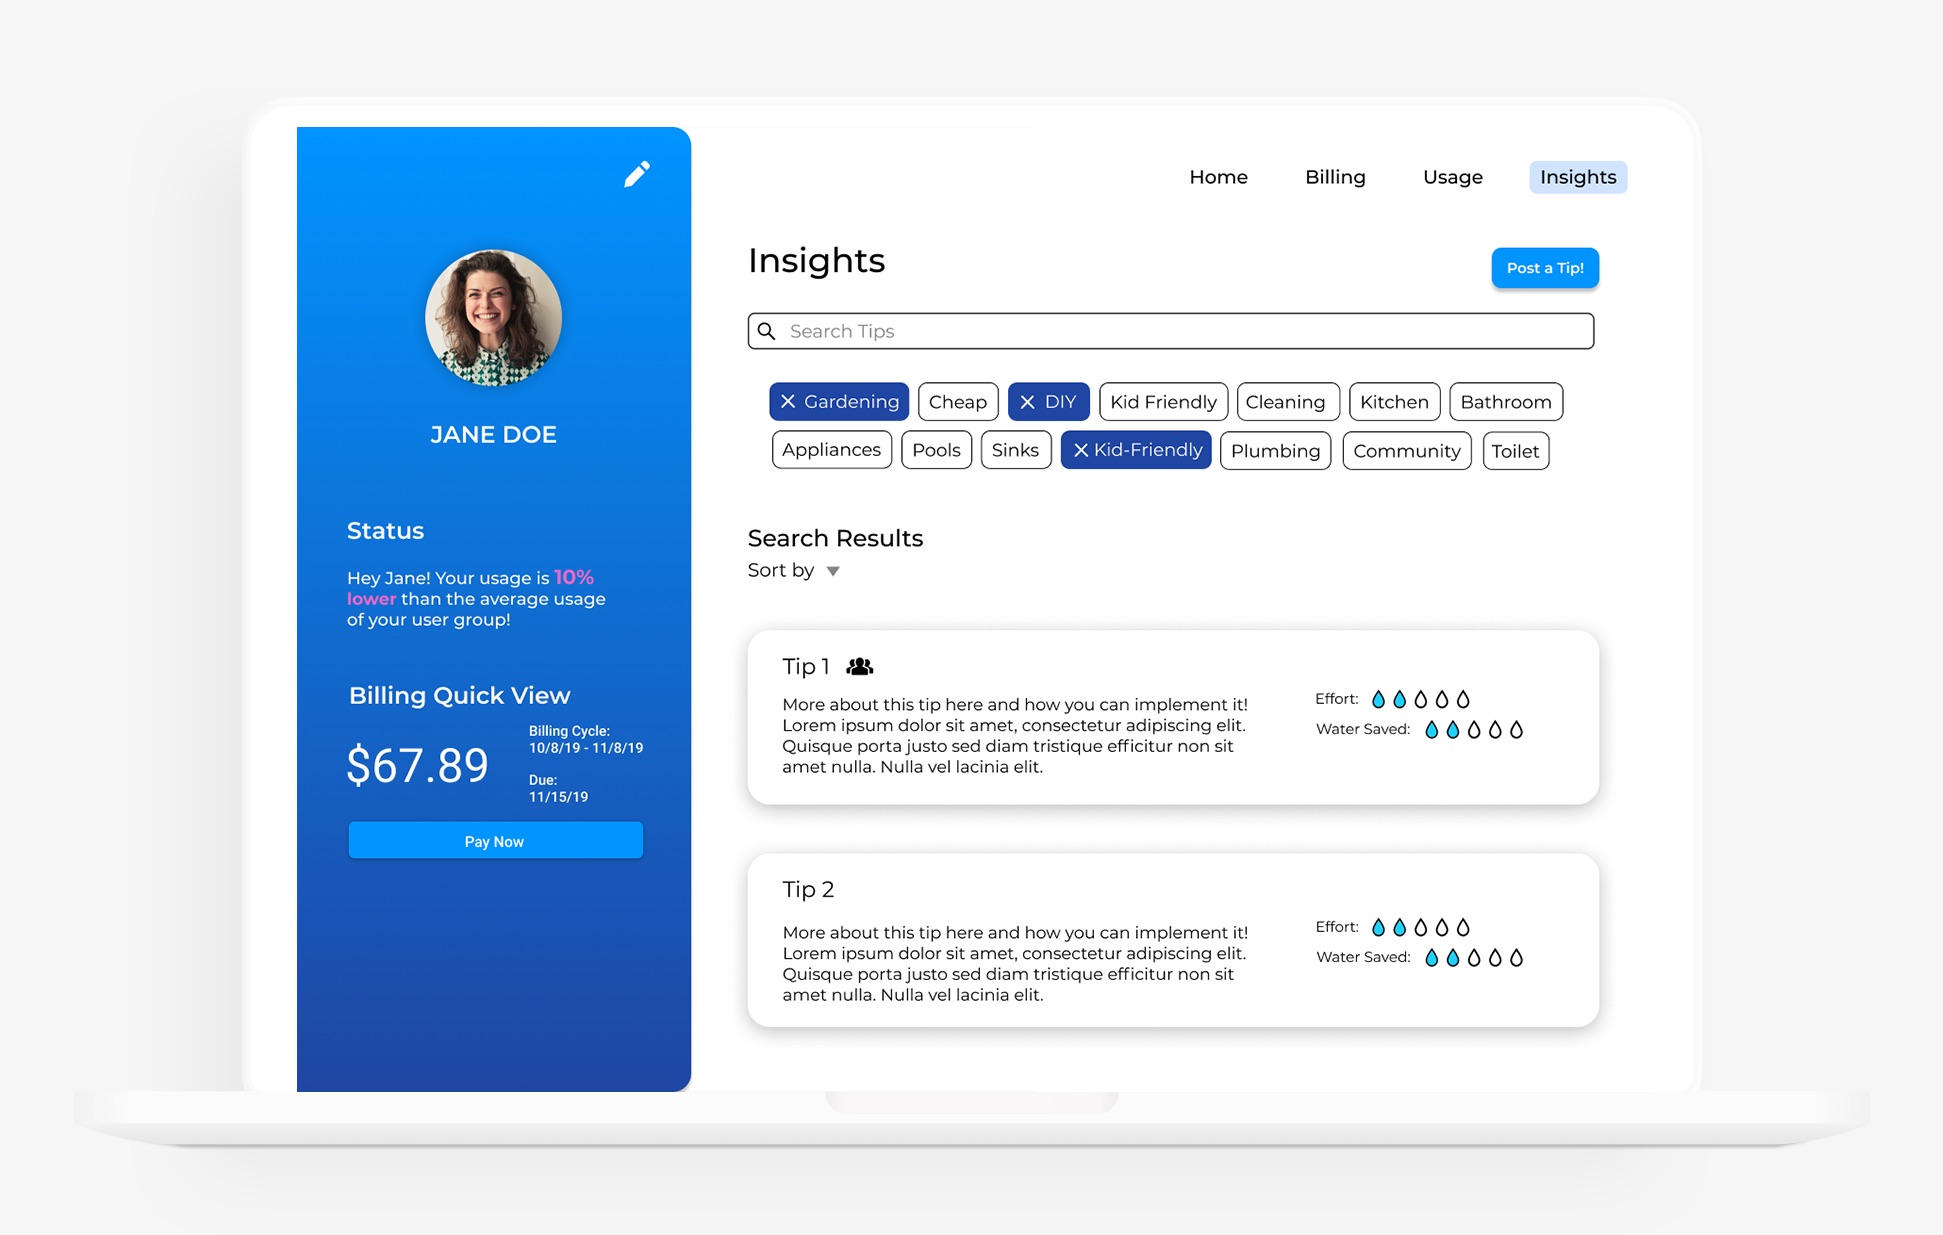 Home Billing Usage Insights
JANE DOE
Status
Hey Jane! Your usage is 10%
lower than the average usage
of your user group!
Billing Quick View
$67.89
Billing Cycle:
10/8/19 - 11/8/19
Due:
11/15/19
Pay Now
Insights
Post a Tip!
Search Tips
Gardening Cheap DIY Kid Friendly Cleaning Kitchen Bathroom
Appliances Pools Sinks Kid-Friendly Plumbing Community Toilet
Search Results
Sort by
Tip 1
More about this tip here and how you can implement it!
Lorem ipsum dolor sit amet, consectetur adipiscing elit.
Quisque porta justo sed diam tristique efficitur non sit
amet nulla. Nulla vel lacinia elit.
Effort:
Water Saved:
Tip 2
More about this tip here and how you can implement it!
Lorem ipsum dolor sit amet, consectetur adipiscing elit.
Quisque porta justo sed diam tristique efficitur non sit
amet nulla. Nulla vel lacinia elit.
Effort:
Water Saved: